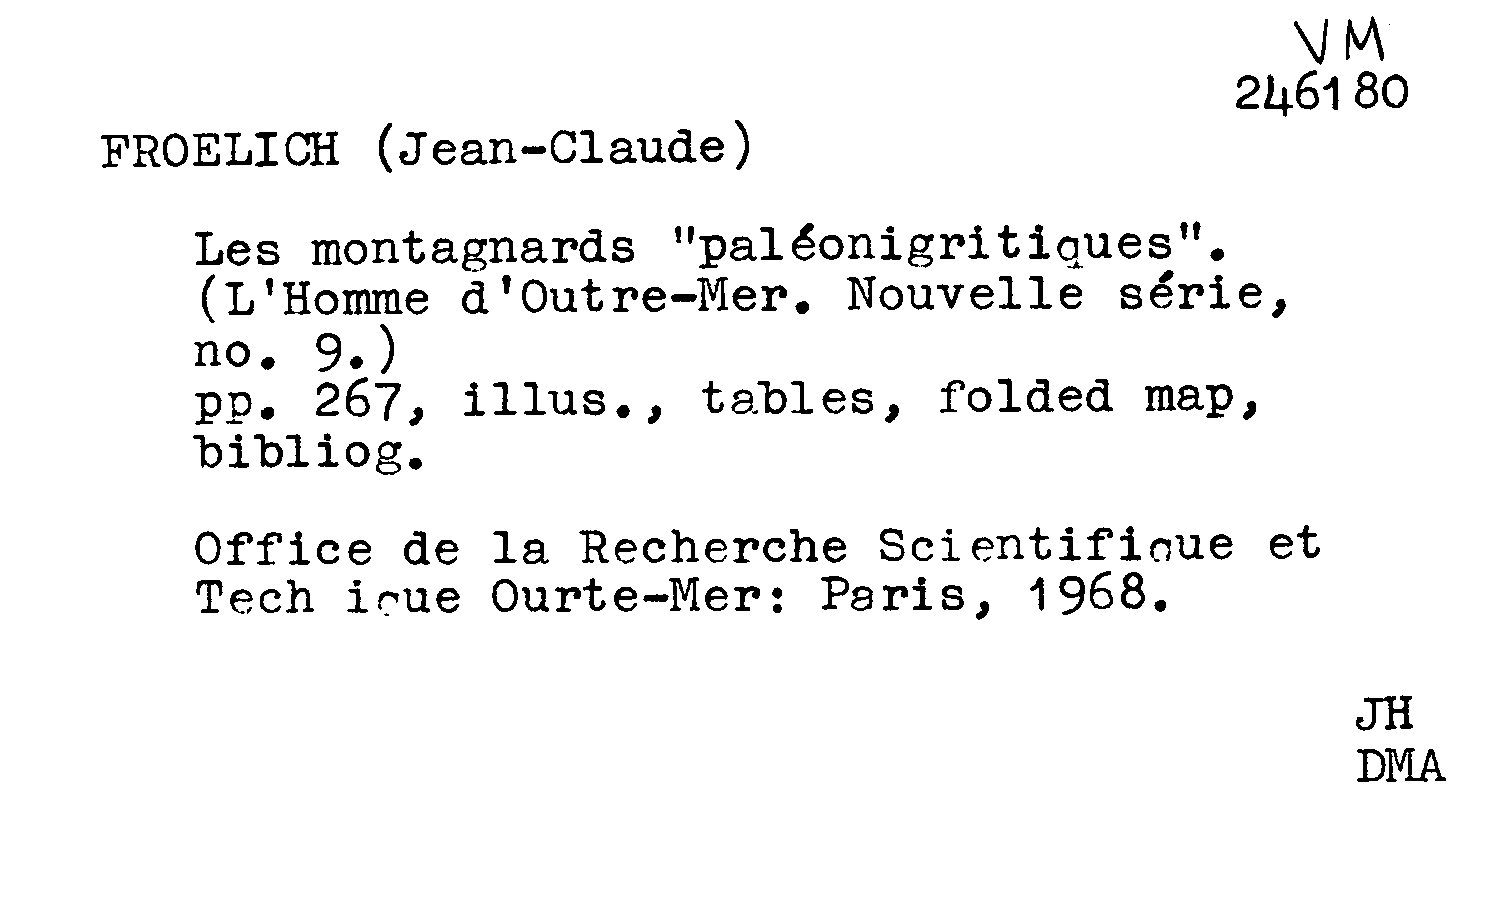 VM
246180
FROELICH (Jean-Claude)
Les montagnards "paléonigritiques".
(L'Homme d'Outre-Mer. Nouvelle série,
no. 9.)
pp. 267, illus., tables, folded map,
bibliog.
Office de la Recherche Scientifique et
Tech ique Ourte-Mer: Paris, 1968.
JH
DMA